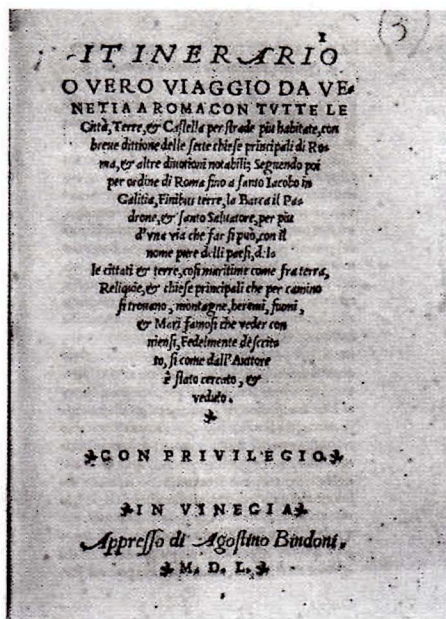 (3)
ITINERARIO
O VERO VIAGGIO DA VE-
NETIA A ROMA CON TVTTE LE
Città, Terre, & Castella per strade piu habitate, con
breue dittione delle sette chiese principali di Ro-
ma, & altre diuotioni notabili; Seguendo poi
per ordine di Roma fino a santo Iacobo in
Galitia, Finibus terre, la Barca il Pa-
drone, & santo Saluatore, per piu
d'vna via che far si può, con il
nome pure delli paesi, del-
le cittati & terre, cosi maritime come fra terra,
Reliquie, & chiese principali che per camino
si trouano, montagne, heremi, fiumi,
& Mari famosi che veder con
uiensi, Fedelmente descrit
to, si come dall'Auttore
è stato cercato, &
veduto.
CON PRIVILEGIO.
IN VINEGIA
Appresso di Agostino Bindoni.
M. D. L.